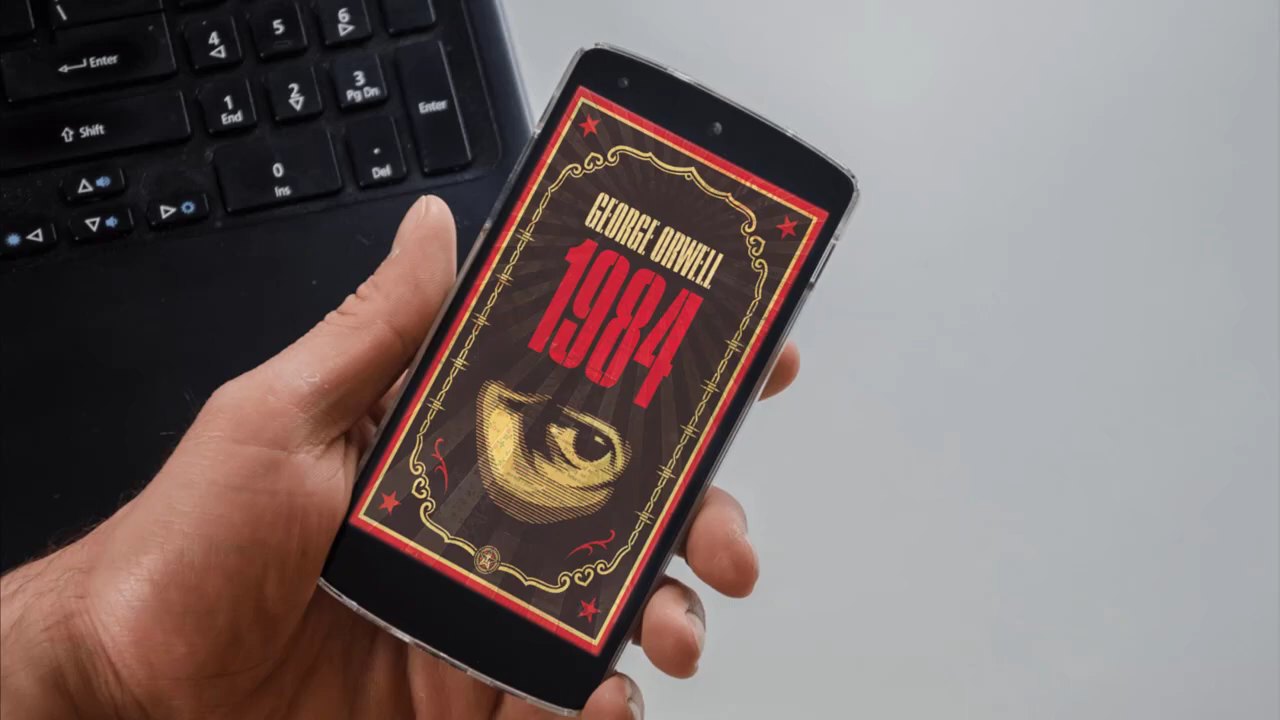 \
4
5
6
Enter
1
End
2
3
Pg Dn
Enter
Shift
0
Ins
.
Del
GEORGE ORWELL
1984